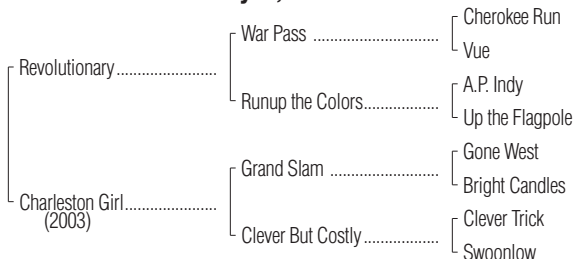 Cherokee Run
War Pass
Vue
Revolutionary
A.P. Indy
Runup the Colors
Up the Flagpole
Gone West
Grand Slam
Bright Candles
Charleston Girl
(2003)
Clever Trick
Clever But Costly
Swoonlow